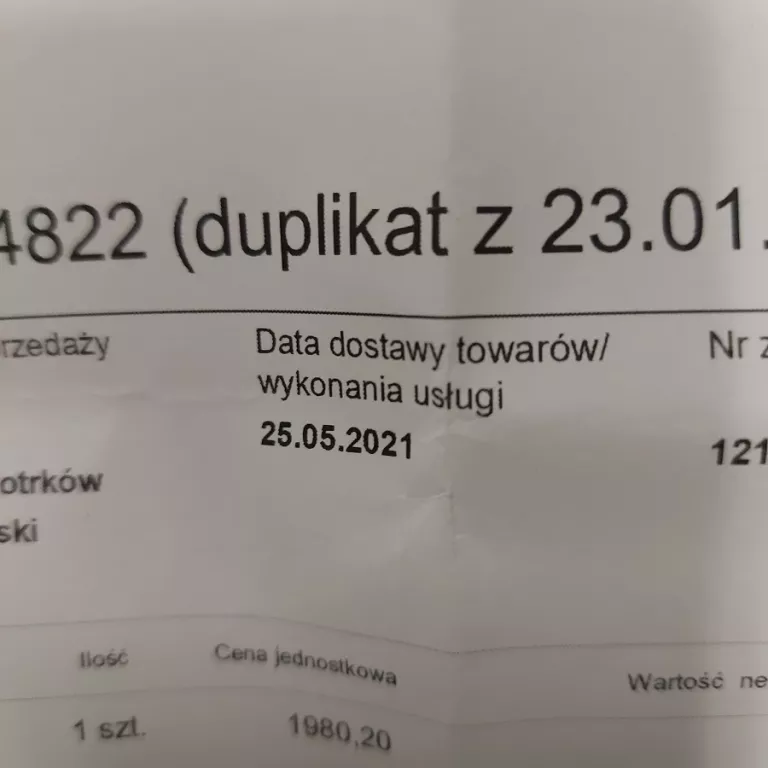 4822 (duplikat z 23.01.
rzedaży Data dostawy towarów/ Nr z
wykonania usługi
25.05.2021 121
otrków
ski
Ilość Cena jednostkowa Wartość ne
1 szt. 1980,20